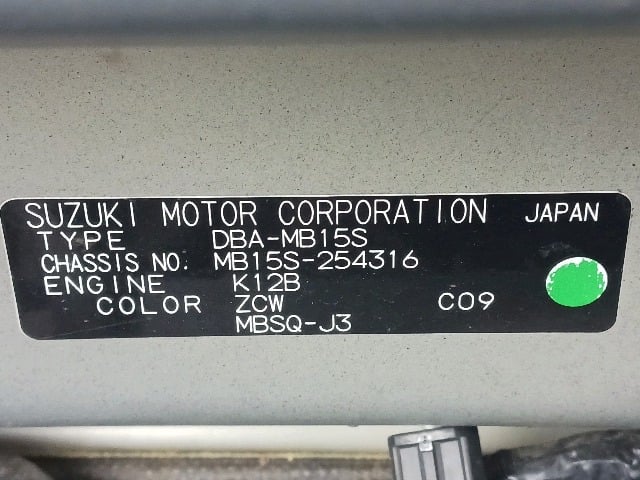 SUZUKI MOTOR CORPORATION JAPAN
TYPE DBA-MB15S
CHASSIS NO. MB15S-254316
ENGINE K12B
COLOR ZCW C09
MBSQ-J3